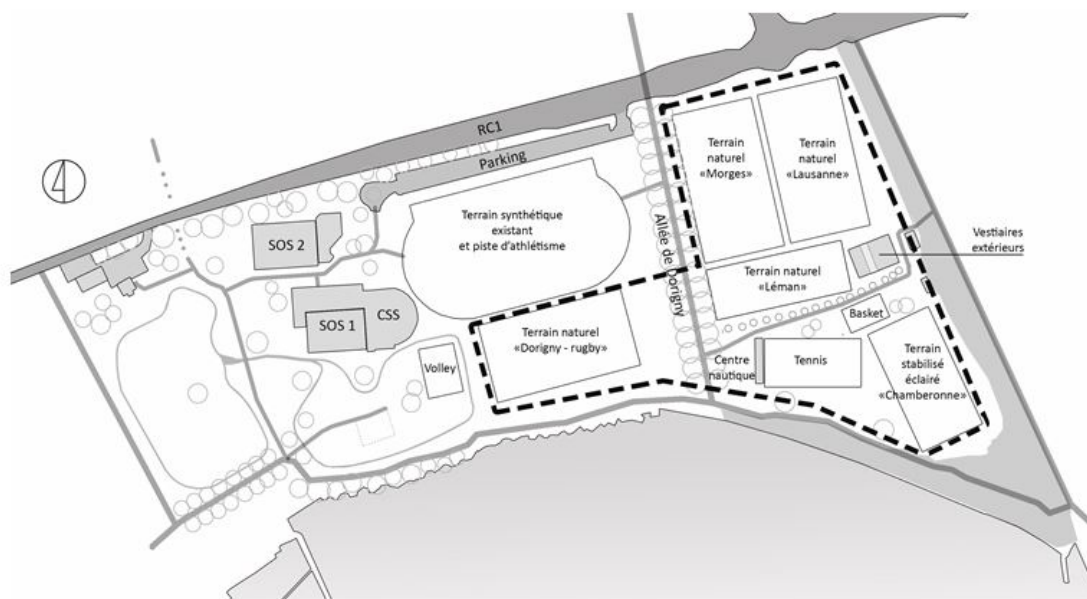 RC1
Parking
SOS 2
Terrain synthétique
existant
et piste d'athlétisme
Terrain
naturel
«Morges»
Terrain
naturel
«Lausanne»
Allée de Dorigny
Vestiaires
extérieurs
Terrain naturel
«Léman»
SOS 1
CSS
Volley
Terrain naturel
«Dorigny - rugby»
Basket
Centre
nautique
Tennis
Terrain
stabilisé
éclairé
«Chamberonne»